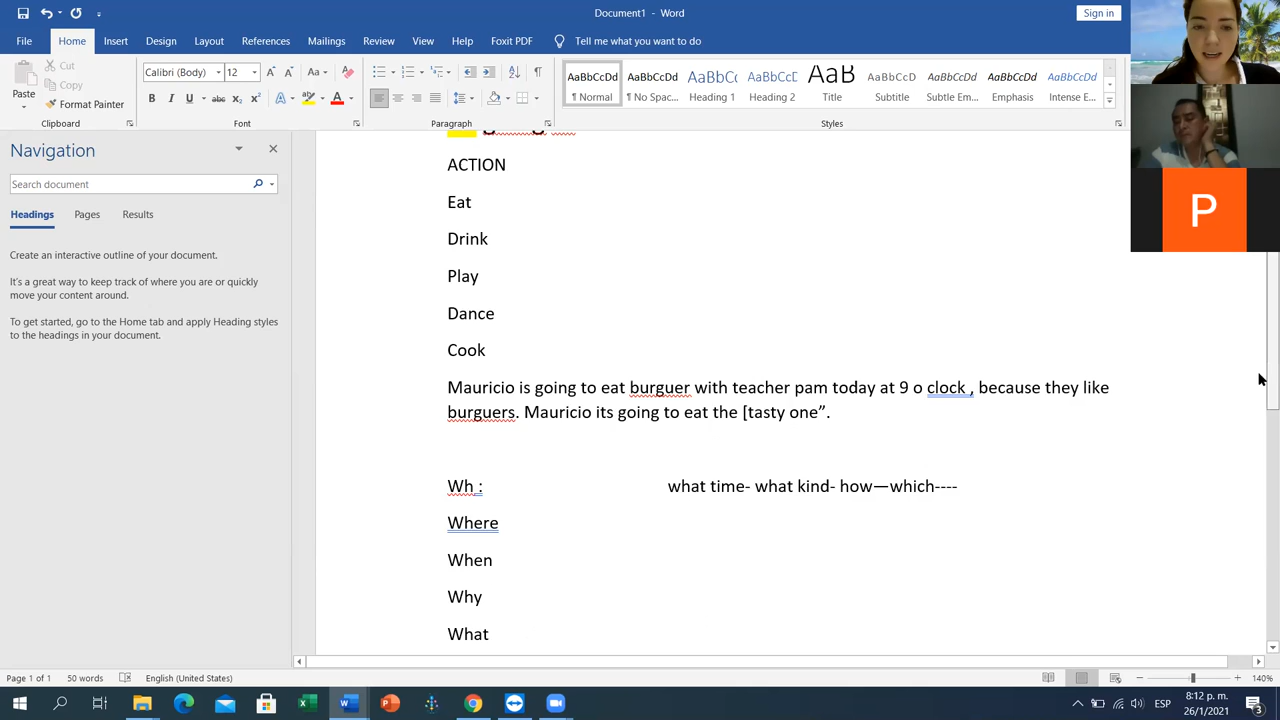 Document1 - Word
Sign in
File Home Insert Design Layout References Mailings Review View Help Foxit PDF Tell me what you want to do
Paste
Cut
Copy
Format Painter
Clipboard
Calibri (Body) 12
Font
Paragraph
AaBbCcDd ¶ Normal
AaBbCcDd ¶ No Spac...
AaBbCc Heading 1
AaBbCcD Heading 2
AaB Title
AaBbCcD Subtitle
AaBbCcDd Subtle Em...
AaBbCcDd Emphasis
AaBbCcDd Intense E...
Styles
Navigation
Search document
Headings Pages Results
Create an interactive outline of your document.
It's a great way to keep track of where you are or quickly
move your content around.
To get started, go to the Home tab and apply Heading styles
to the headings in your document.
ACTION
Eat
Drink
Play
Dance
Cook
Mauricio is going to eat burguer with teacher pam today at 9 o clock , because they like
burguers. Mauricio its going to eat the [tasty one”.
Wh : what time- what kind- how—which----
Where
When
Why
What
P
Page 1 of 1 50 words English (United States) 140%
ESP
8:12 p. m.
26/1/2021
3